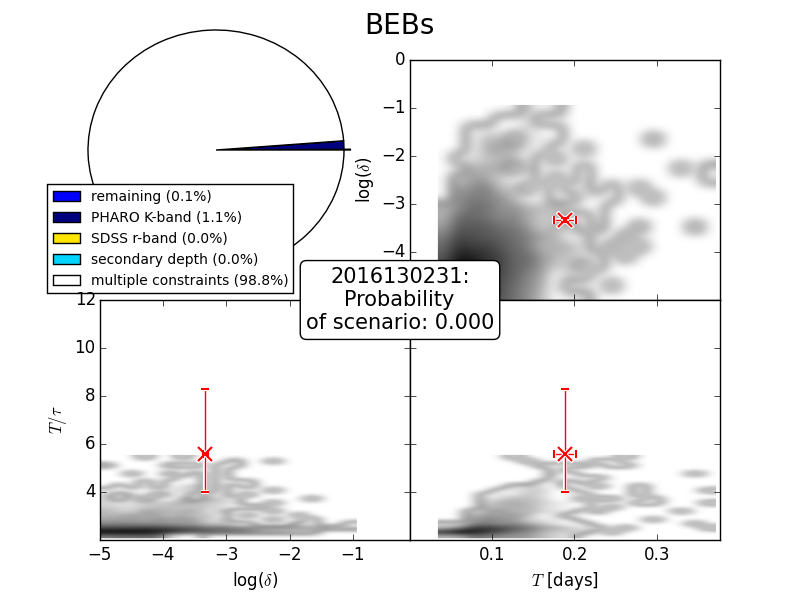 BEBs
remaining (0.1%)
PHARO K-band (1.1%)
SDSS r-band (0.0%)
secondary depth (0.0%)
multiple constraints (98.8%)
0
−1
−2
−3
−4
log(δ)
2016130231:
Probability
of scenario: 0.000
12
10
8
6
4
T/τ
−5 −4 −3 −2 −1
log(δ)
0.1 0.2 0.3
T [days]